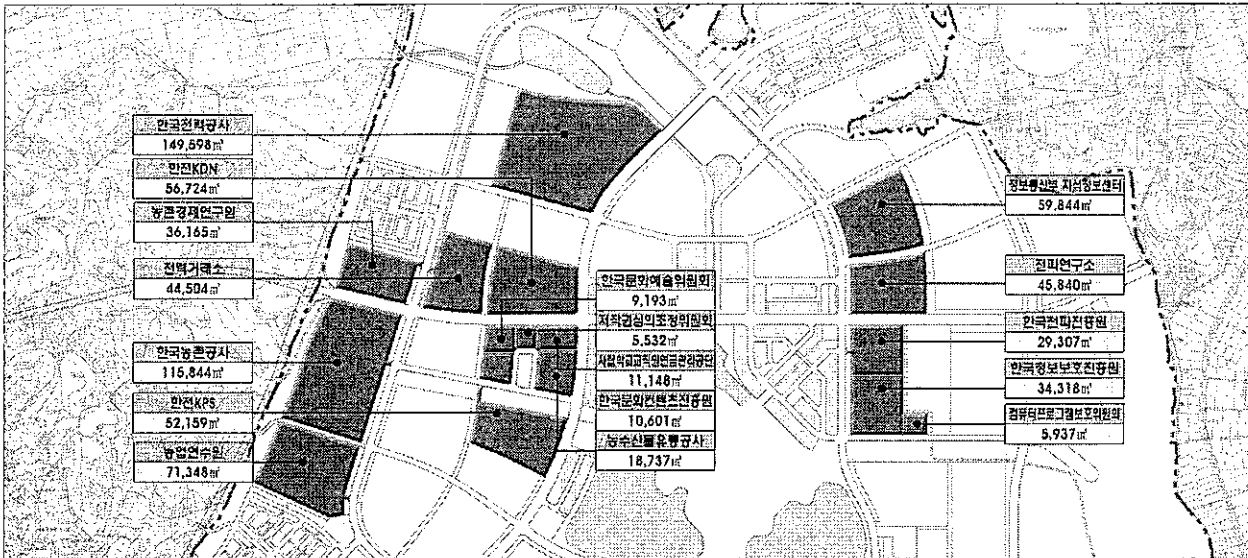 한국전력공사
149,598㎡
한전KDN
56,724㎡
농촌경제연구원
36,165㎡
전력거래소
44,504㎡
한국농촌공사
115,844㎡
한전KPS
52,159㎡
농업연수원
71,348㎡
한국문화예술위원회
9,193㎡
저작권심의조정위원회
5,532㎡
사립학교교직원연금관리공단
11,148㎡
한국문화컨텐츠진흥원
10,601㎡
농수산물유통공사
18,737㎡
정보통신부 지식정보센터
59,844㎡
전파연구소
45,840㎡
한국전파진흥원
29,307㎡
한국정보보호진흥원
34,318㎡
컴퓨터프로그램보호위원회
5,937㎡